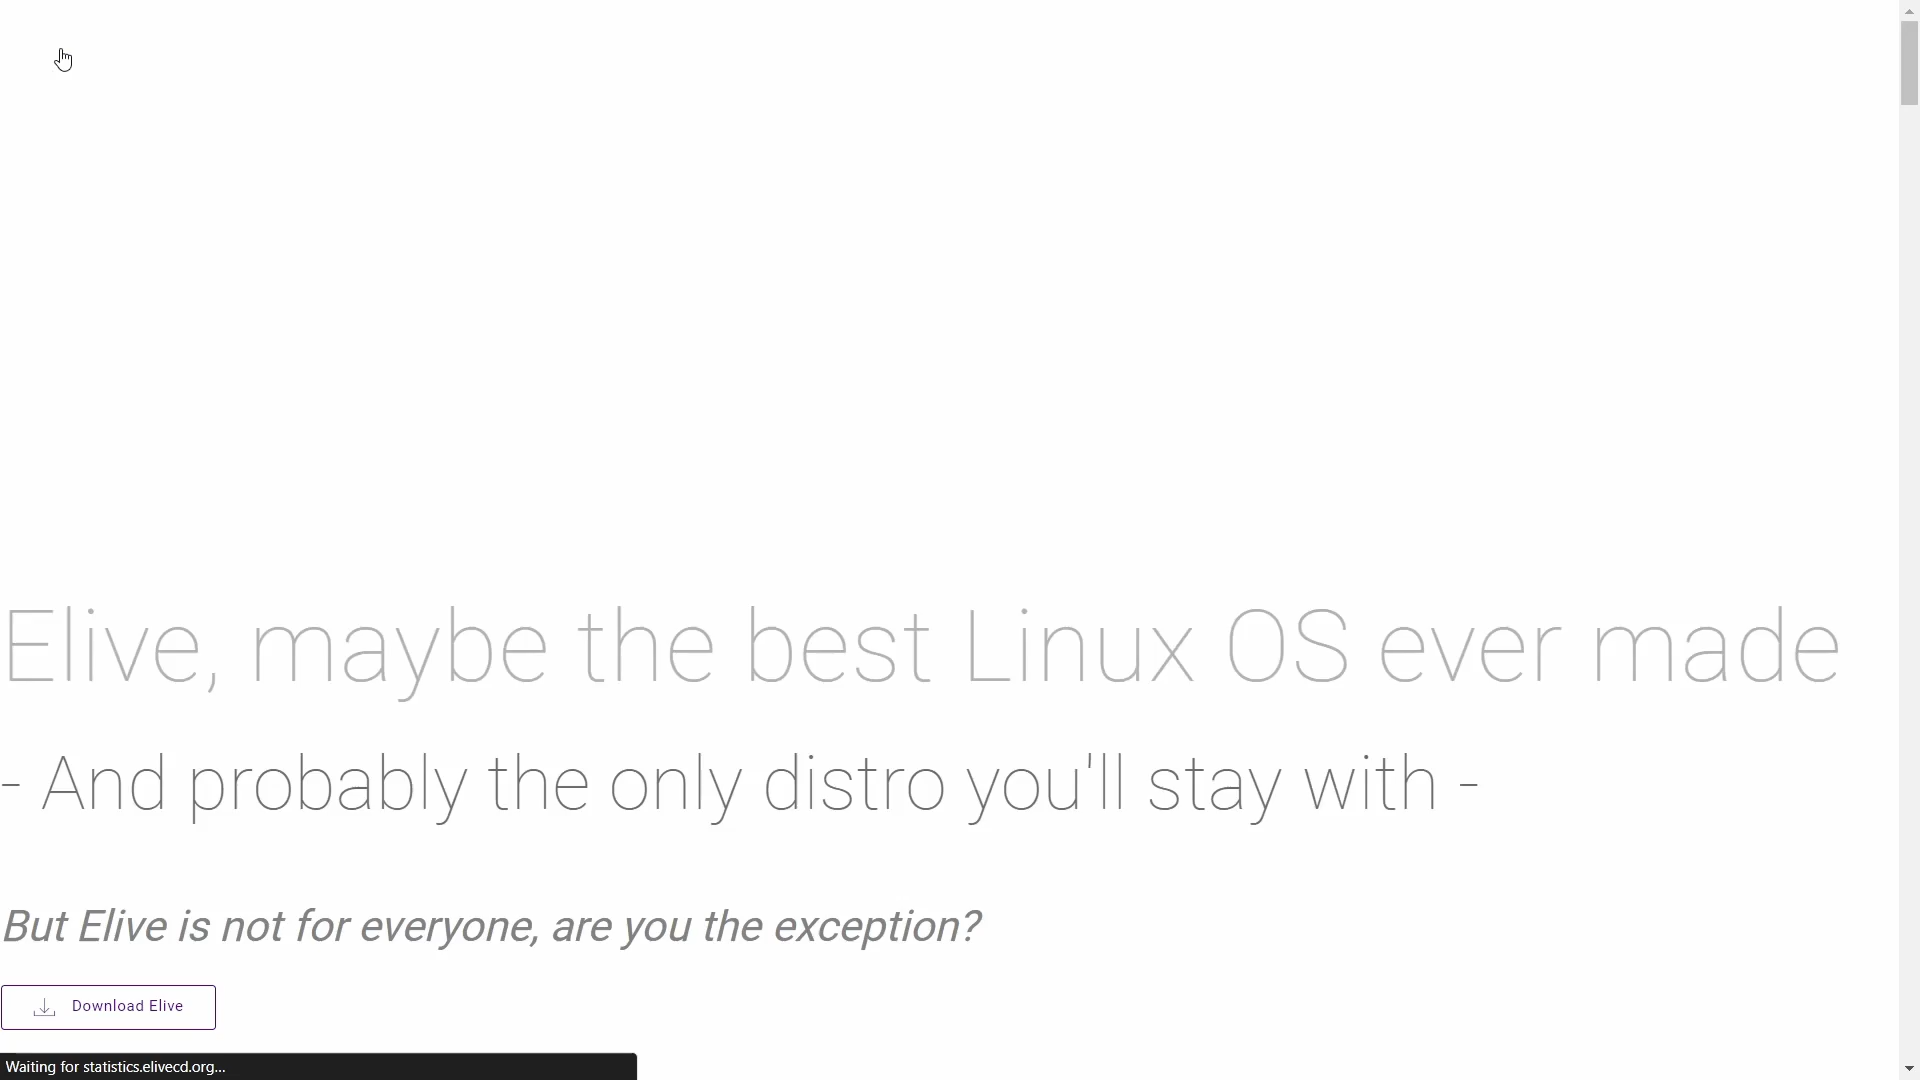 Elive, maybe the best Linux OS ever made
- And probably the only distro you'll stay with -
But Elive is not for everyone, are you the exception?
Download Elive
Waiting for statistics.elivecd.org...